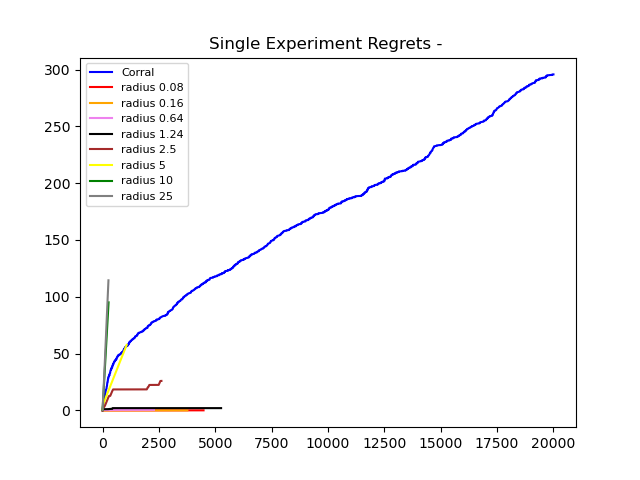 Single Experiment Regrets -
300
250
200
150
100
50
0
Corral
radius 0.08
radius 0.16
radius 0.64
radius 1.24
radius 2.5
radius 5
radius 10
radius 25
0 2500 5000 7500 10000 12500 15000 17500 20000